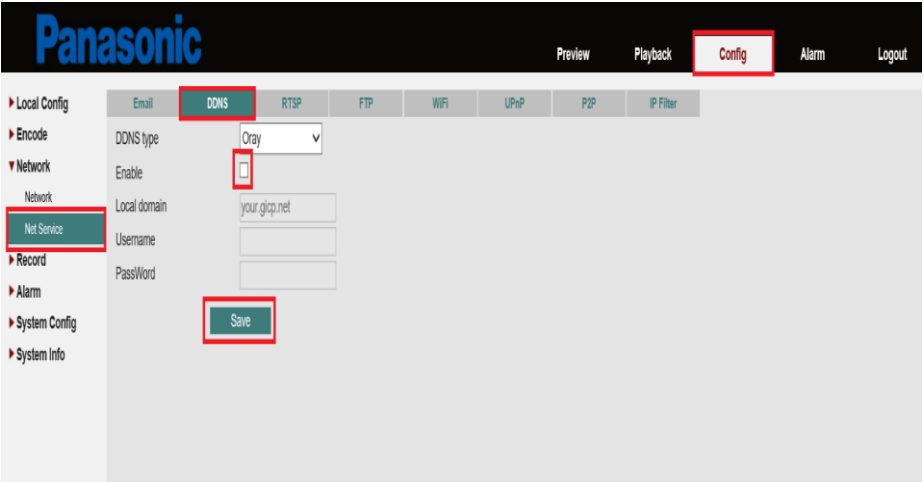 Panasonic
Preview Playback Config Alarm Logout
Local Config
Encode
Network
Network
Net Service
Record
Alarm
System Config
System Info
Email DDNS RTSP FTP WiFi UPnP P2P IP Filter
DDNS type Oray
Enable
Local domain your.gicp.net
Username
PassWord
Save